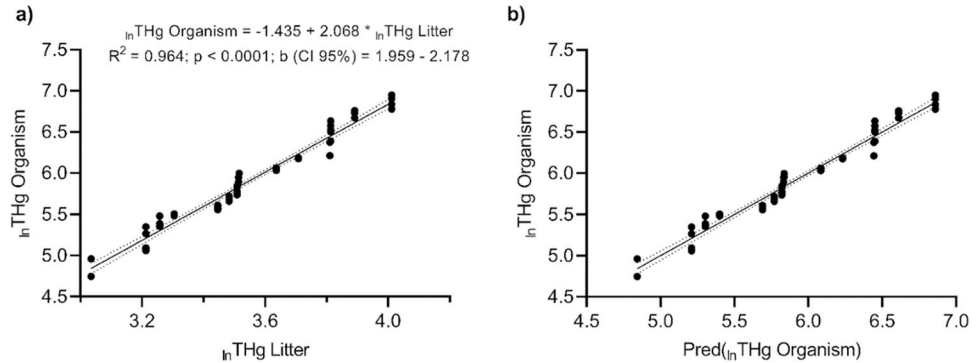 a)
lnTHg Organism = -1.435 + 2.068 * lnTHg Litter
R² = 0.964; p < 0.0001; b (CI 95%) = 1.959 - 2.178
7.5
7.0
6.5
6.0
5.5
5.0
4.5
lnTHg Organism
3.2
3.6
4.0
lnTHg Litter
b)
7.5
7.0
6.5
6.0
5.5
5.0
4.5
lnTHg Organism
4.5
5.0
5.5
6.0
6.5
7.0
Pred(lnTHg Organism)